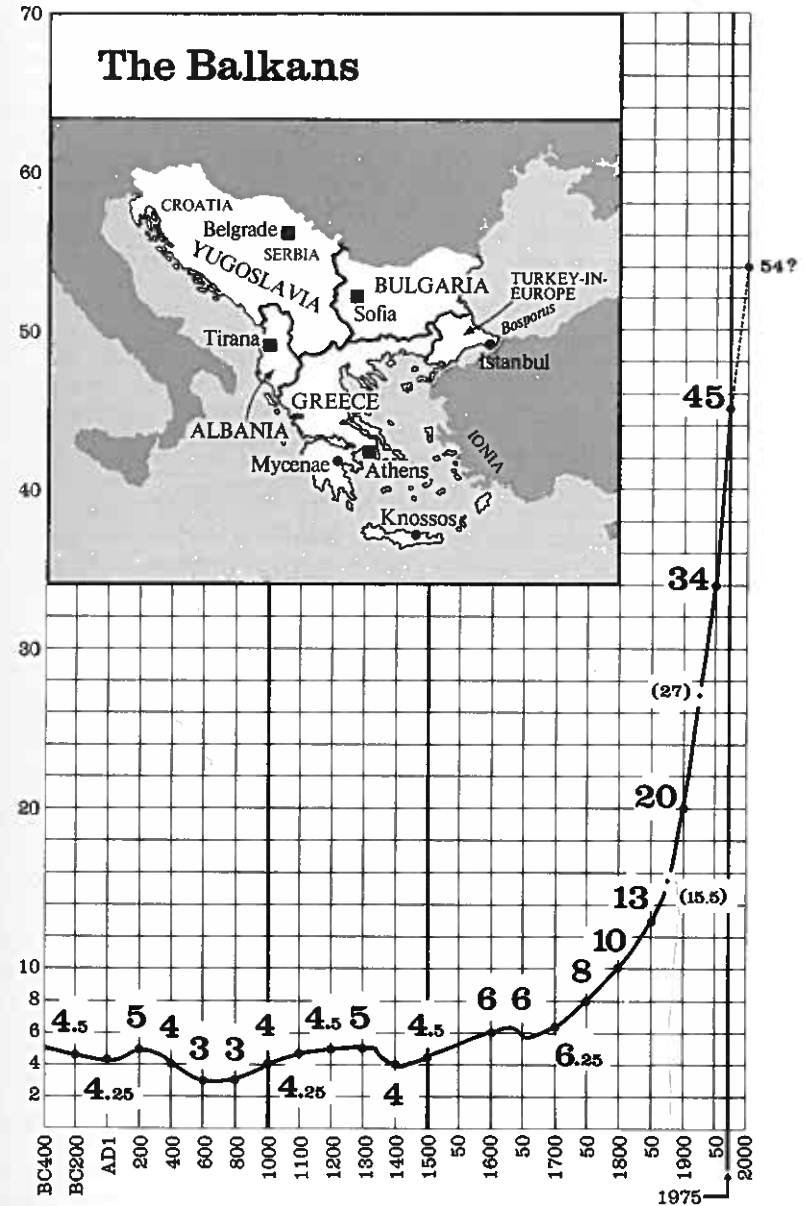 70
The Balkans
60
CROATIA
Belgrade
SERBIA
YUGOSLAVIA
BULGARIA
Sofia
TURKEY-IN-
EUROPE
Bosporus
Istanbul
Tirana
ALBANIA
GREECE
Mycenae
Athens
IONIA
Knossos
54?
50
45
40
34
30
(27)
20
20
(15.5)
13
10
10
8
8
6
4
2
4.5
4.25
5
4
3
3
4
4.25
4.5
5
4
4.5
6
6
6.25
BC400
BC200
AD1
200
400
600
800
1000
1100
1200
1300
1400
1500
50
1600
50
1700
50
1800
50
1900
50
2000
1975